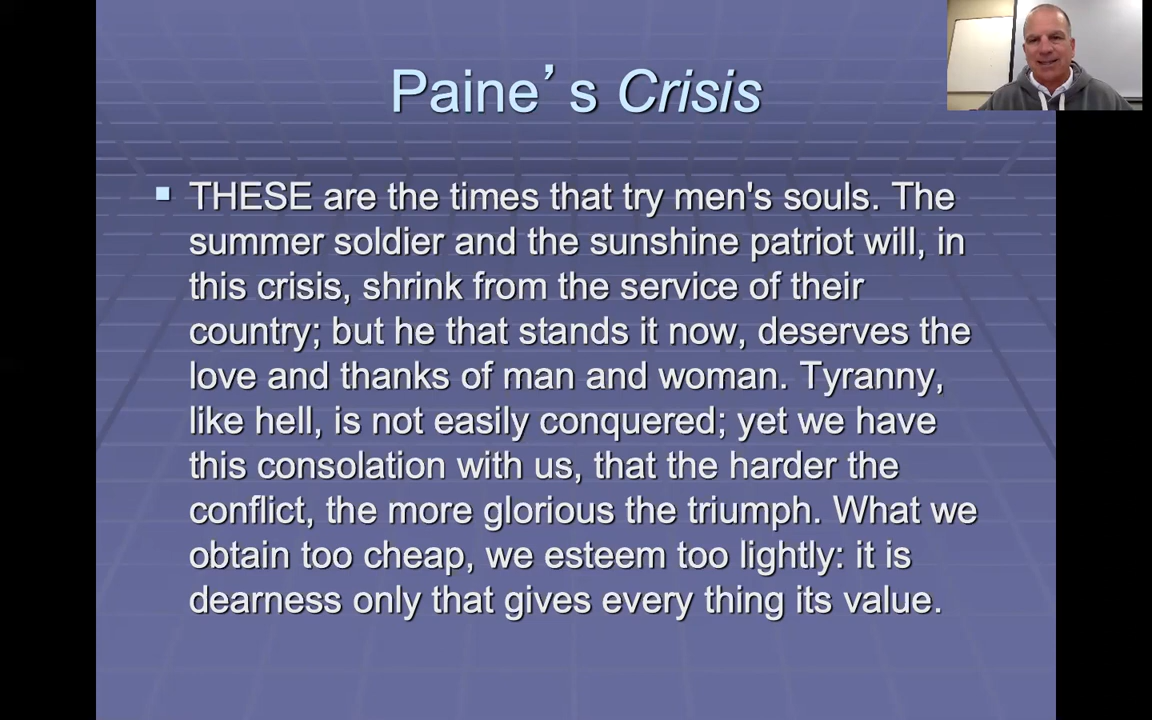 Paine’s Crisis
THESE are the times that try men's souls. The
summer soldier and the sunshine patriot will, in
this crisis, shrink from the service of their
country; but he that stands it now, deserves the
love and thanks of man and woman. Tyranny,
like hell, is not easily conquered; yet we have
this consolation with us, that the harder the
conflict, the more glorious the triumph. What we
obtain too cheap, we esteem too lightly: it is
dearness only that gives every thing its value.